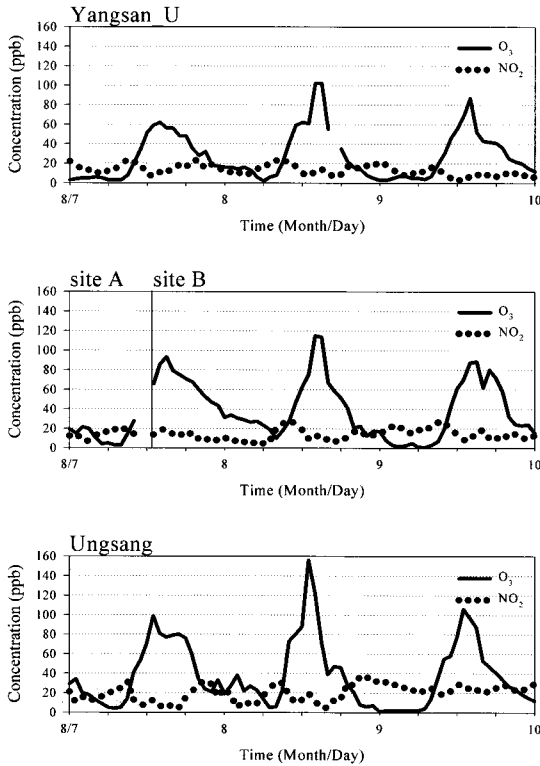 Yangsan_U
Concentration (ppb)
160
140
120
100
80
60
40
20
0
O3
NO2
8/7
8
9
10
Time (Month/Day)
site A
site B
Concentration (ppb)
160
140
120
100
80
60
40
20
0
O3
NO2
8/7
8
9
10
Time (Month/Day)
Ungsang
Concentration (ppb)
160
140
120
100
80
60
40
20
0
O3
NO2
8/7
8
9
10
Time (Month/Day)